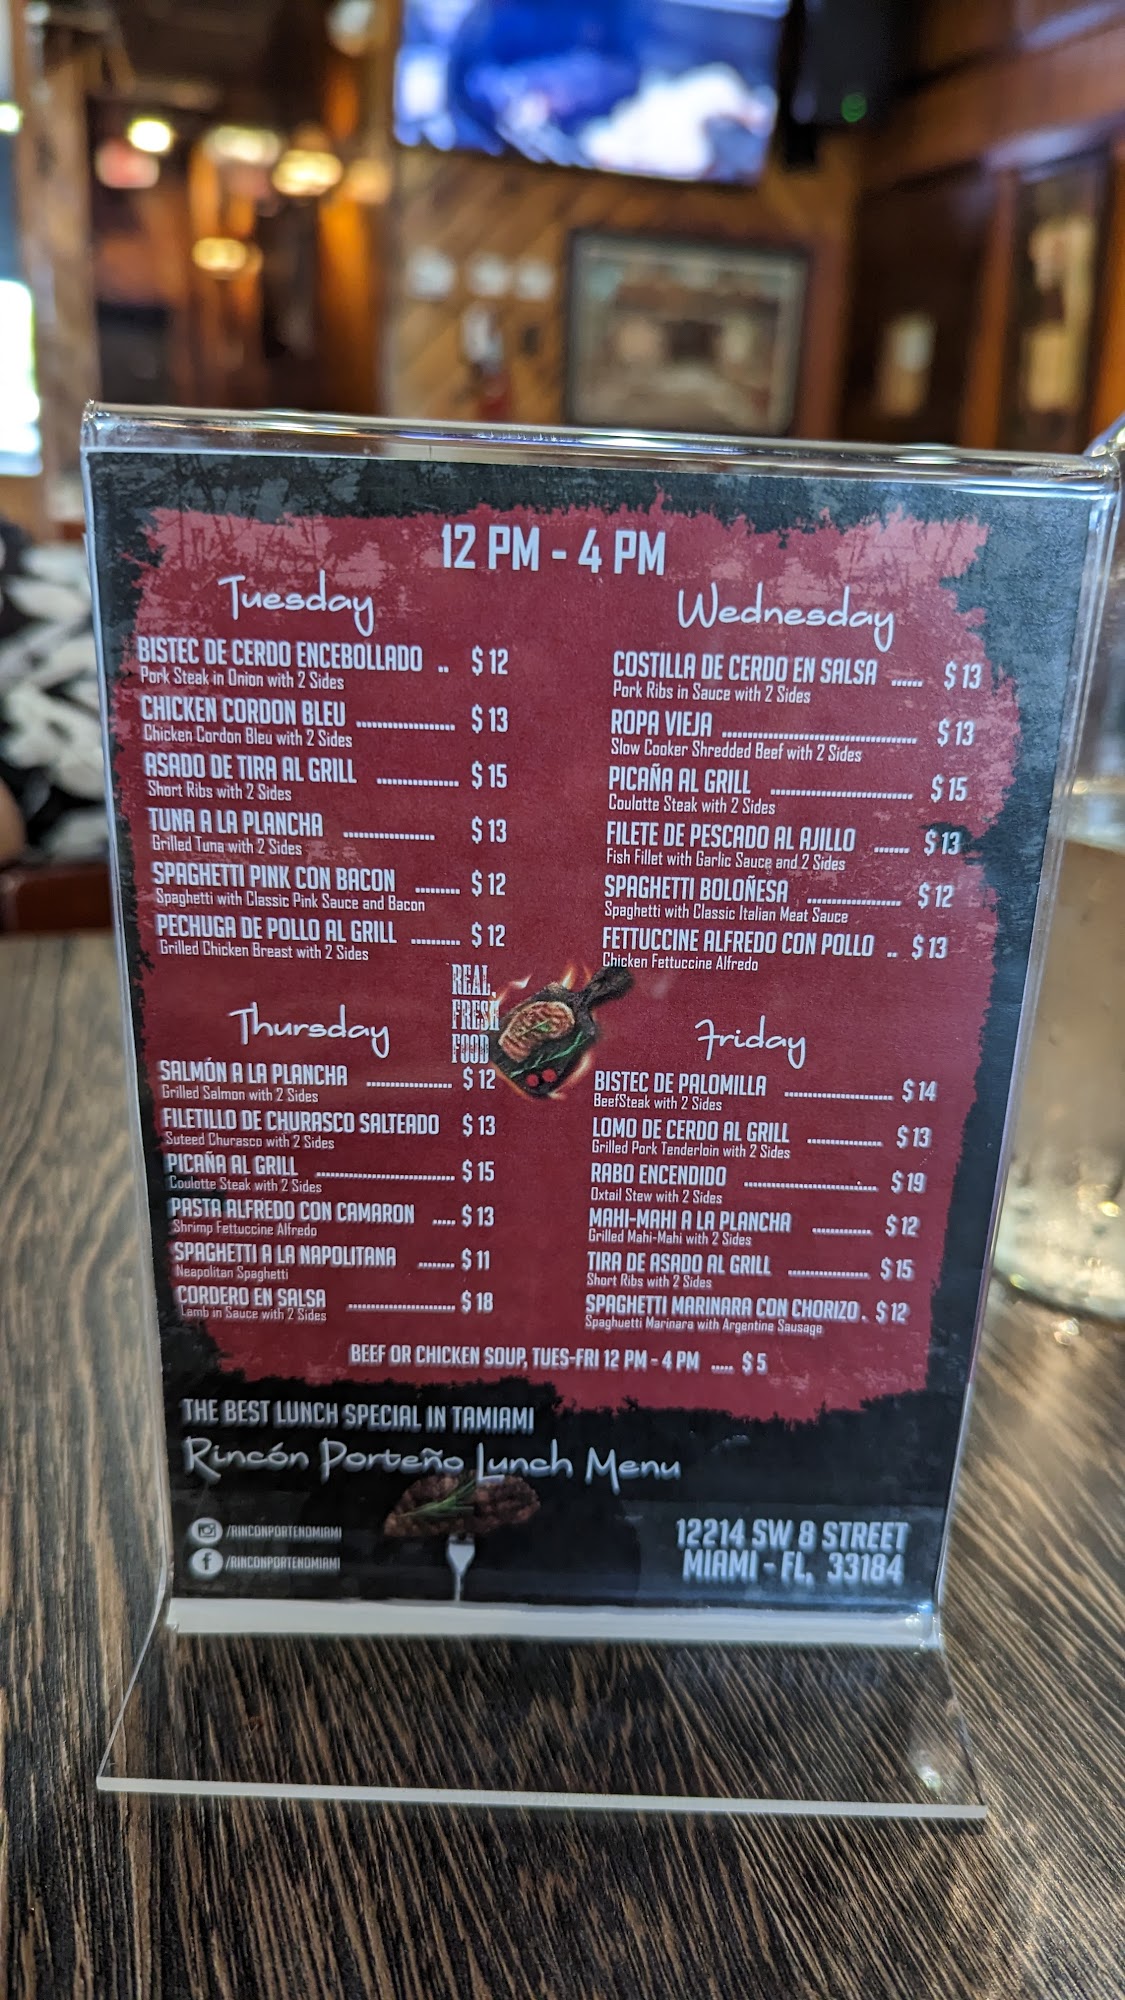 12 PM - 4 PM
Tuesday
BISTEC DE CERDO ENCEBOLLADO .. $ 12
Pork Steak in Onion with 2 Sides
CHICKEN CORDON BLEU ................... $ 13
Chicken Cordon Bleu with 2 Sides
ASADO DE TIRA AL GRILL ............... $ 15
Short Ribs with 2 Sides
TUNA A LA PLANCHA ................. $ 13
Grilled Tuna with 2 Sides
SPAGHETTI PINK CON BACON ......... $ 12
Spaghetti with Classic Pink Sauce and Bacon
PECHUGA DE POLLO AL GRILL .......... $ 12
Grilled Chicken Breast with 2 Sides
Wednesday
COSTILLA DE CERDO EN SALSA ...... $ 13
Pork Ribs in Sauce with 2 Sides
ROPA VIEJA ..................................... $ 13
Slow Cooker Shredded Beef with 2 Sides
PICAÑA AL GRILL ........................... $ 15
Coulotte Steak with 2 Sides
FILETE DE PESCADO AL AJILLO ....... $ 13
Fish Fillet with Garlic Sauce and 2 Sides
SPAGHETTI BOLOÑESA .................. $ 12
Spaghetti with Classic Italian Meat Sauce
FETTUCCINE ALFREDO CON POLLO .. $ 13
Chicken Fettuccine Alfredo
REAL,
FRESH
FOOD
Thursday
SALMÓN A LA PLANCHA ................. $ 12
Grilled Salmon with 2 Sides
FILETILLO DE CHURASCO SALTEADO $ 13
Suteed Churasco with 2 Sides
PICAÑA AL GRILL ........................... $ 15
Coulotte Steak with 2 Sides
PASTA ALFREDO CON CAMARON ..... $ 13
Shrimp Fettuccine Alfredo
SPAGHETTI A LA NAPOLITANA ........ $ 11
Neapolitan Spaghetti
CORDERO EN SALSA ...................... $ 18
Lamb in Sauce with 2 Sides
Friday
BISTEC DE PALOMILLA ..................... $ 14
BeefSteak with 2 Sides
LOMO DE CERDO AL GRILL .............. $ 13
Grilled Pork Tenderloin with 2 Sides
RABO ENCENDIDO .......................... $ 19
Oxtail Stew with 2 Sides
MAHI-MAHI A LA PLANCHA ............ $ 12
Grilled Mahi-Mahi with 2 Sides
TIRA DE ASADO AL GRILL ................ $ 15
Short Ribs with 2 Sides
SPAGHETTI MARINARA CON CHORIZO . $ 12
Spaghuetti Marinara with Argentine Sausage
BEEF OR CHICKEN SOUP, TUES-FRI 12 PM - 4 PM ..... $ 5
THE BEST LUNCH SPECIAL IN TAMIAMI
Rincón Porteño Lunch Menu
/RINCONPORTENOMIAMI
/RINCONPORTENOMIAMI
12214 SW 8 STREET
MIAMI - FL, 33184